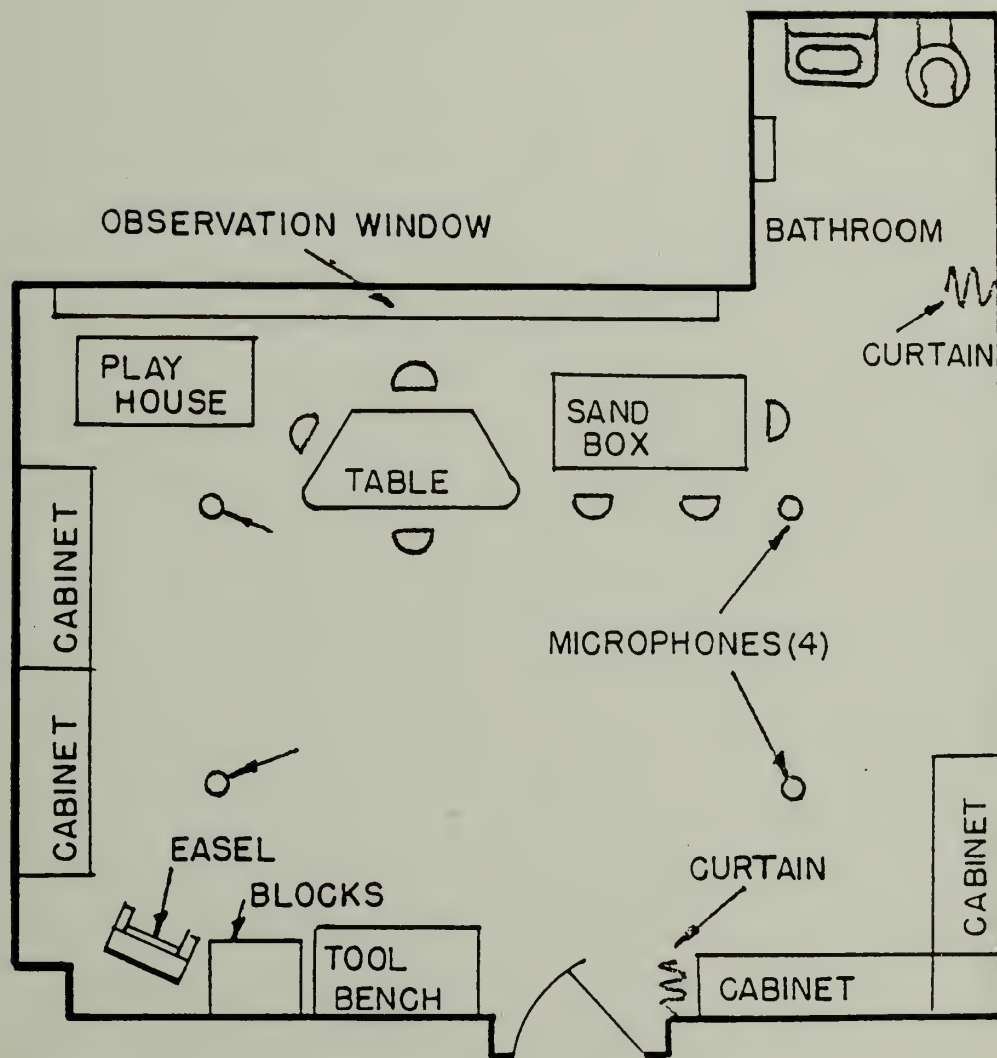 OBSERVATION WINDOW
BATHROOM
CURTAIN
PLAY
HOUSE
SAND
BOX
TABLE
CABINET
MICROPHONES (4)
CABINET
EASEL
BLOCKS
CURTAIN
CABINET
TOOL
BENCH
CABINET